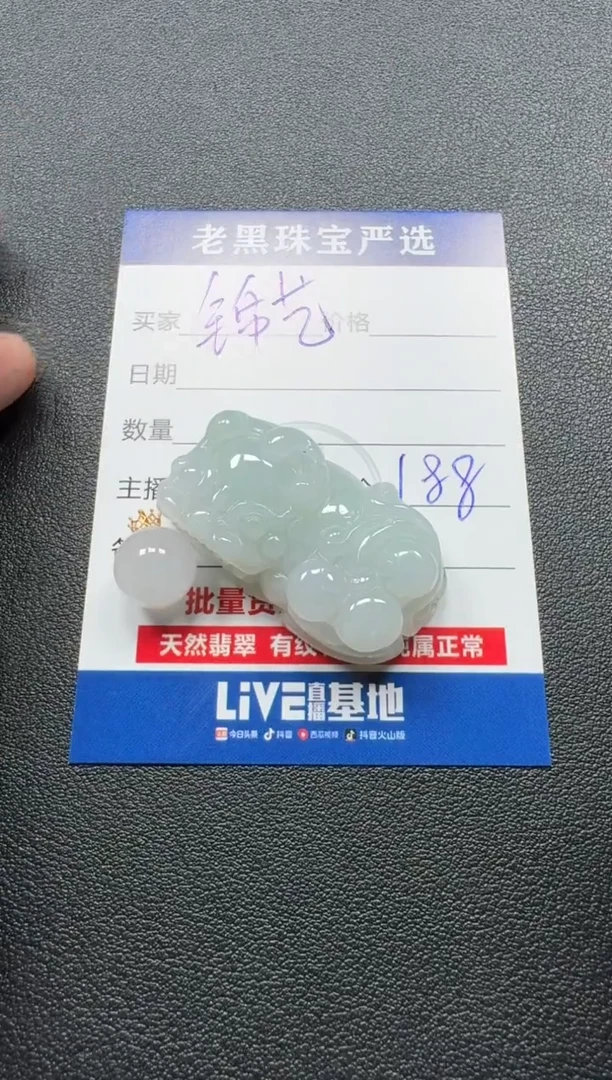 老黑珠宝严选
买家 锦艺 价格
日期
数量
主播 188
批量
天然翡翠 有纹 属正常
LiVE直播基地
今日头条 抖音 西瓜视频 抖音火山版